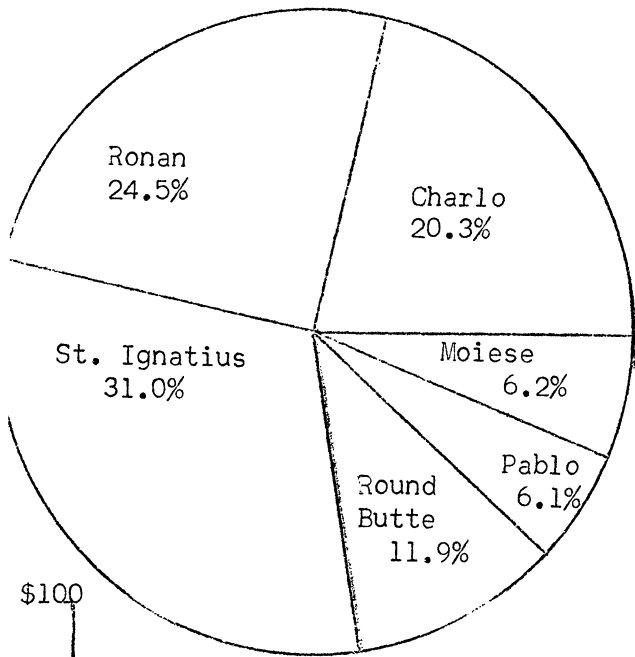 Ronan
24.5%
Charlo
20.3%
St. Ignatius
31.0%
Moiese
6.2%
Pablo
6.1%
Round
Butte
11.9%
$100